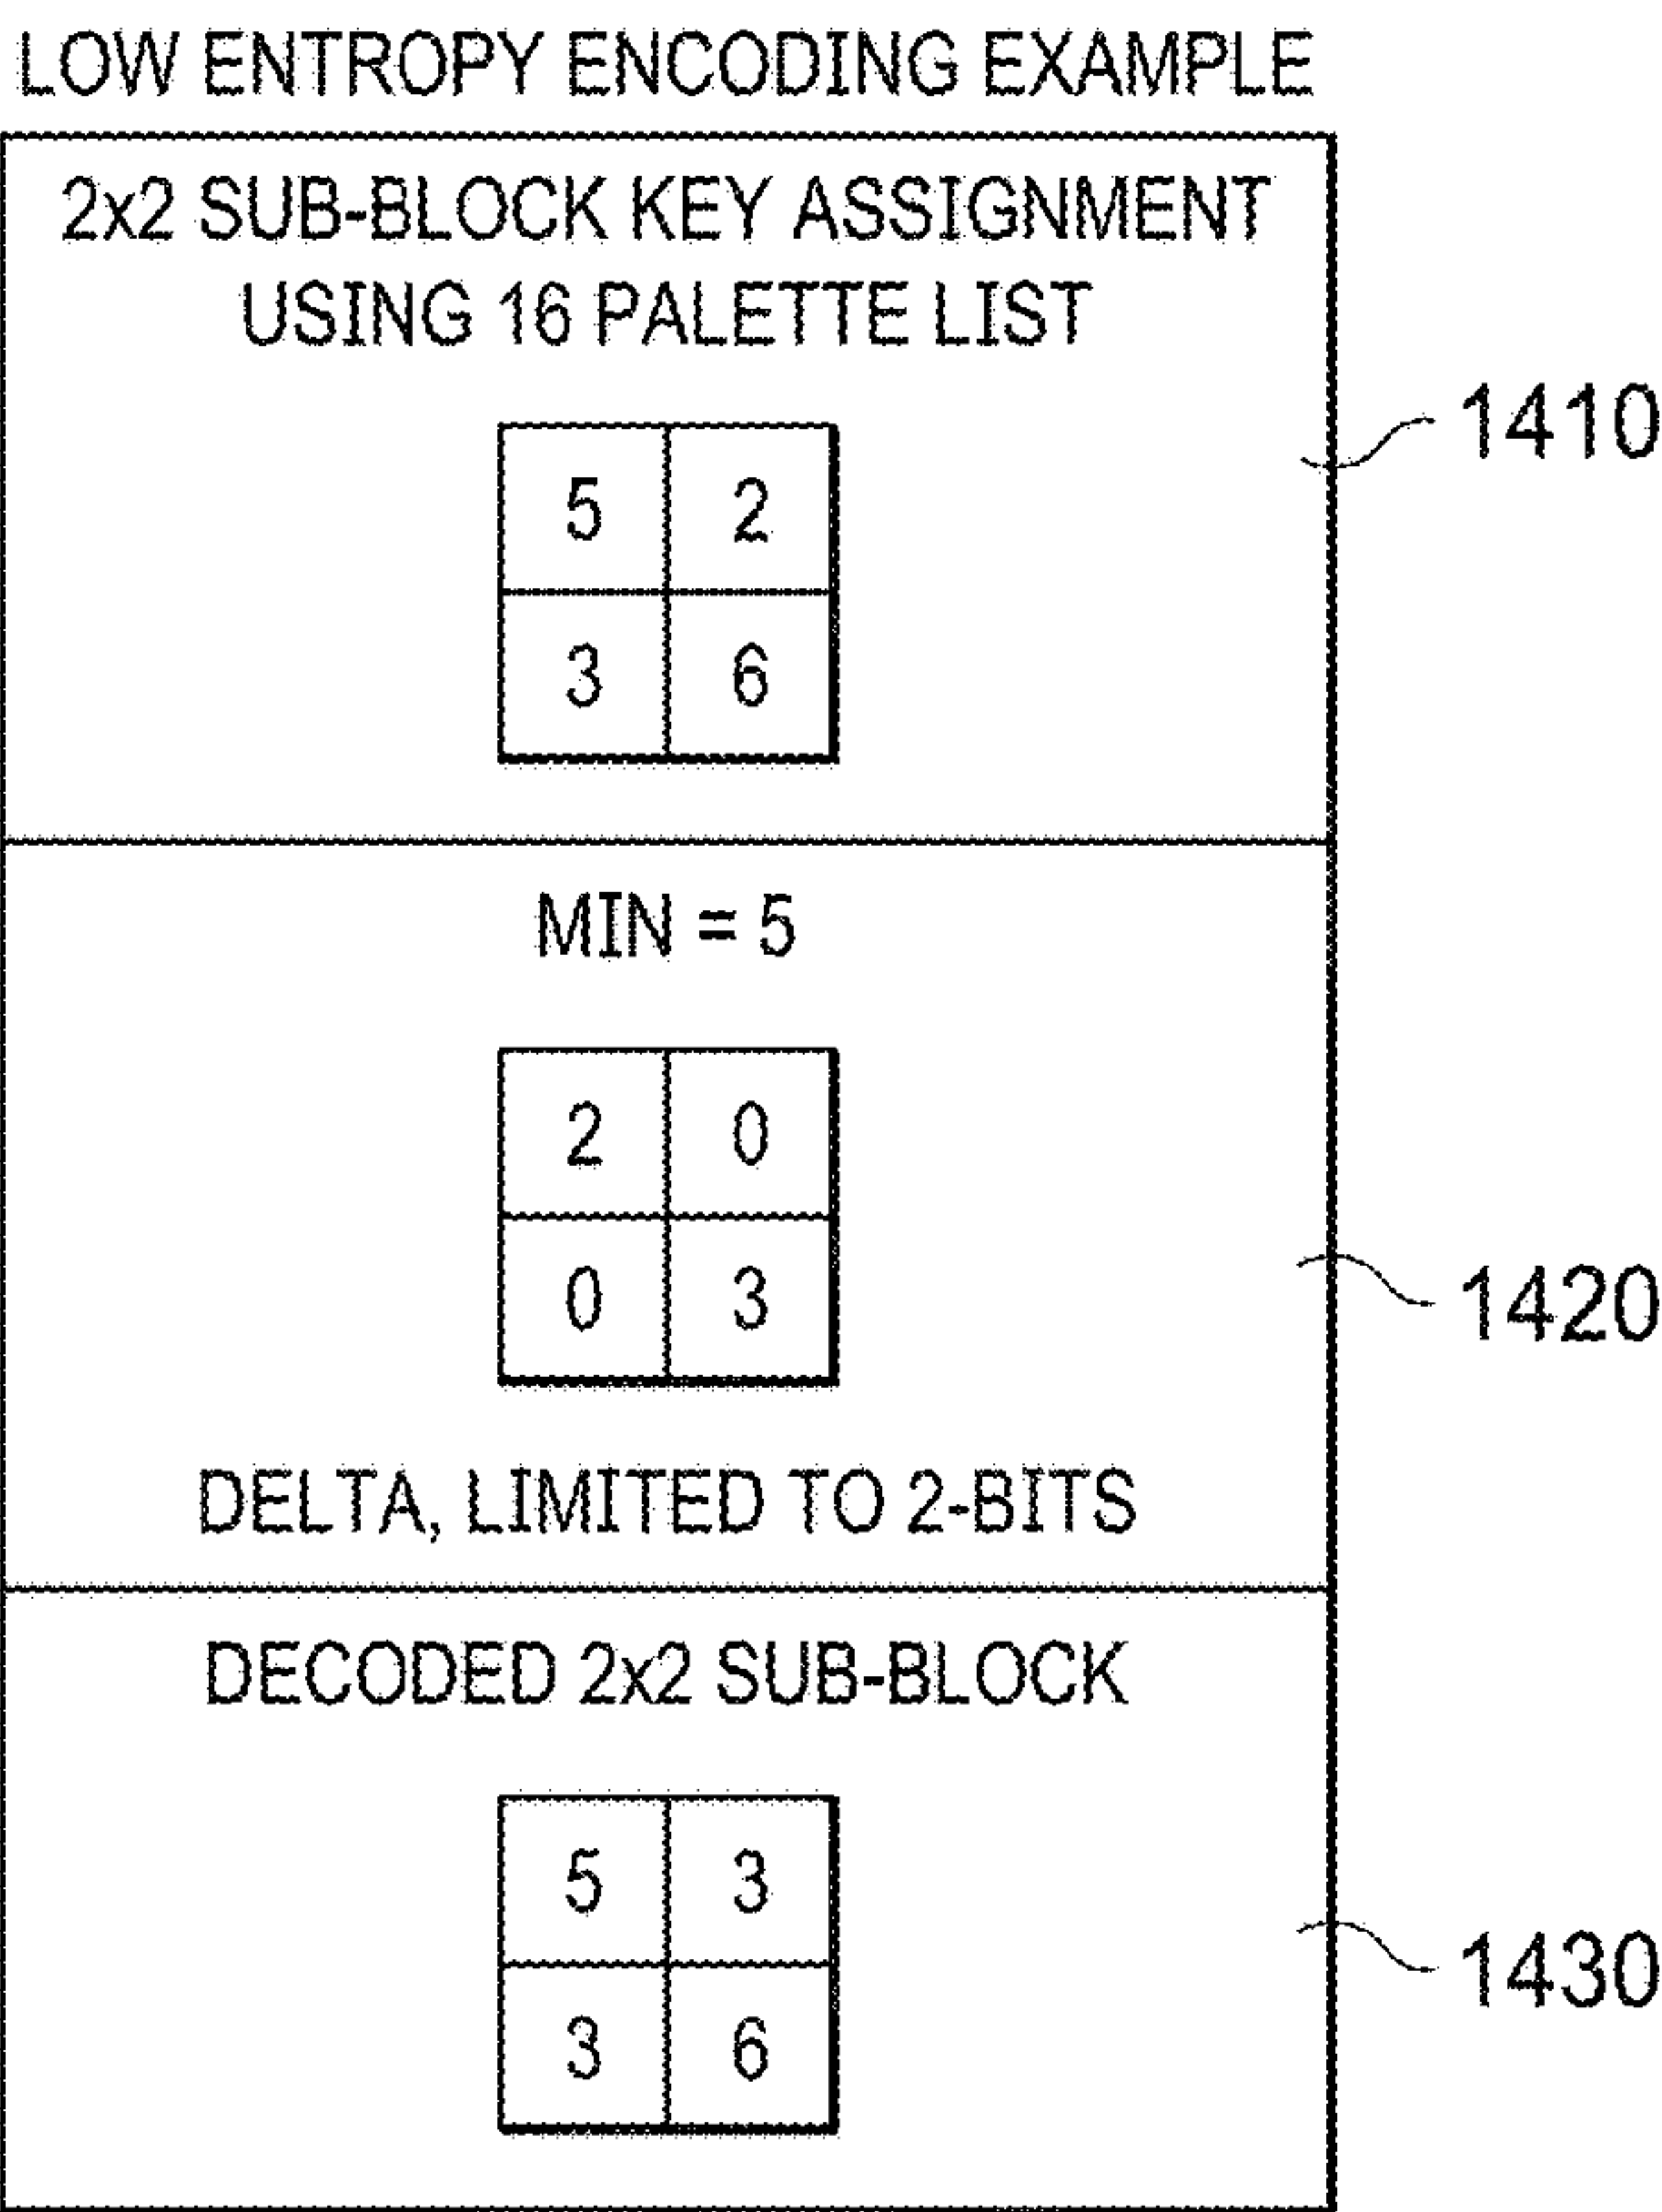 LOW ENTROPY ENCODING EXAMPLE
2x2 SUB-BLOCK KEY ASSIGNMENT
USING 16 PALETTE LIST
1410
5 2
3 6
MIN = 5
2 0
0 3
1420
DELTA, LIMITED TO 2-BITS
DECODED 2x2 SUB-BLOCK
5 3
1430
3 6